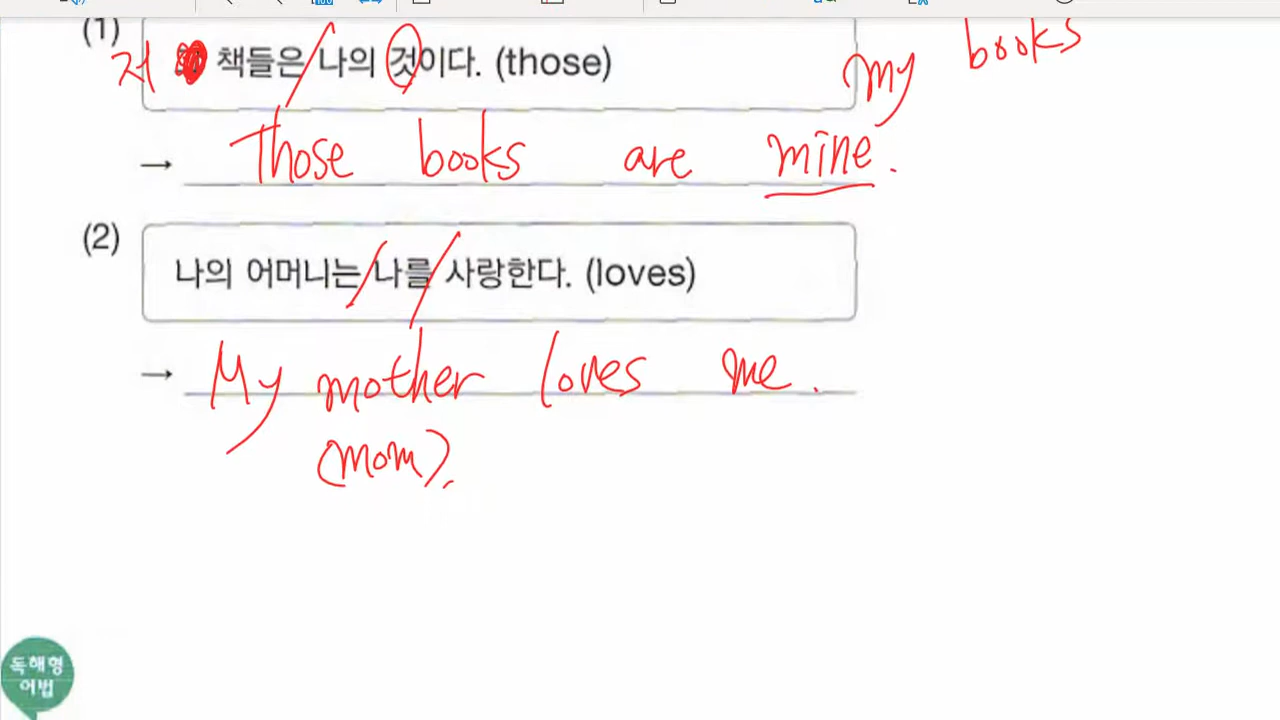 (1)
저 책들은 나의 것이다. (those)
my books
→ Those books are mine.
(2)
나의 어머니는 나를 사랑한다. (loves)
→ My mother loves me.
(mom).
독해형
어법